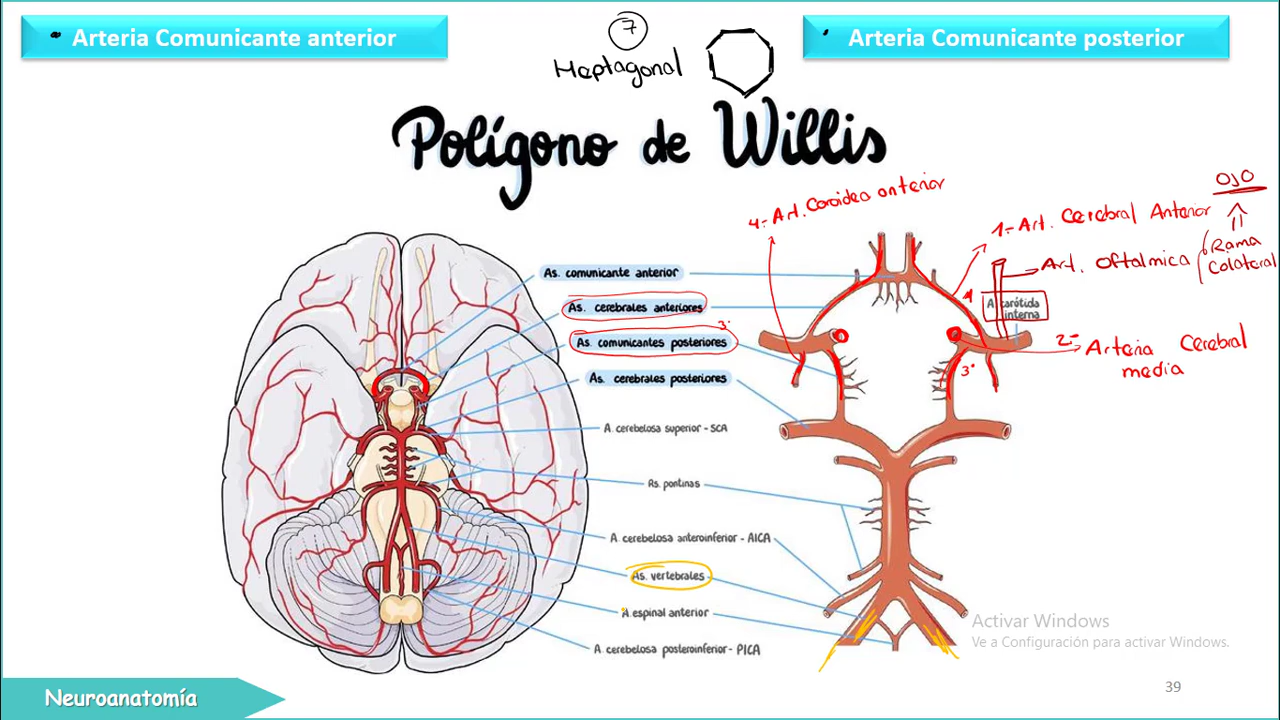 Arteria Comunicante anterior
7
Heptagonal
Arteria Comunicante posterior
Polígono de Willis
OJO
4.- Art. Coroidea anterior
1.- Art. Cerebral Anterior
Art. Oftalmica
Rama
Colateral
As. comunicante anterior
As. cerebrales anteriores
3°
As. comunicantes posteriores
As. cerebrales posteriores
A. cerebelosa superior - SCA
As. pontinas
A. cerebelosa anteroinferior - AICA
As. vertebrales
A. espinal anterior
A. cerebelosa posteroinferior - PICA
A. carótida
interna
2.-
Arteria Cerebral
media
3°
Activar Windows
Ve a Configuración para activar Windows.
Neuroanatomía
39